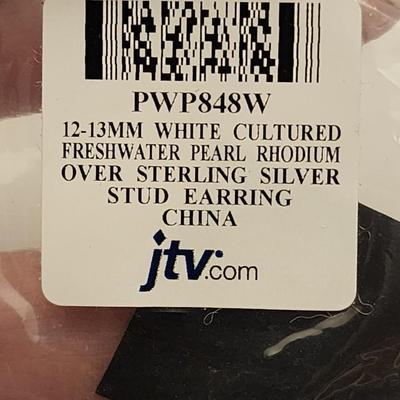 PWP848W
12-13MM WHITE CULTURED
FRESHWATER PEARL RHODIUM
OVER STERLING SILVER
STUD EARRING
CHINA
jtv.com